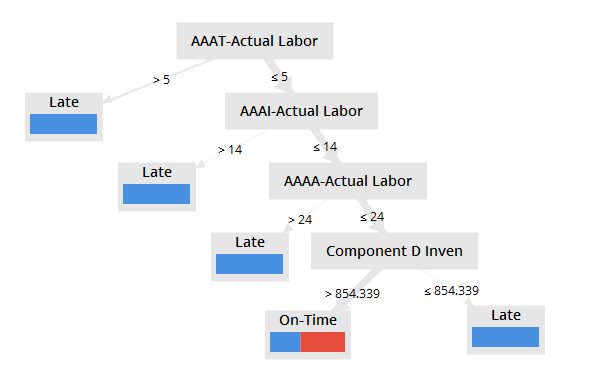 AAAT-Actual Labor
> 5
≤ 5
Late
AAAI-Actual Labor
> 14
≤ 14
Late
AAAA-Actual Labor
> 24
≤ 24
Late
Component D Inven
> 854.339
≤ 854.339
On-Time
Late